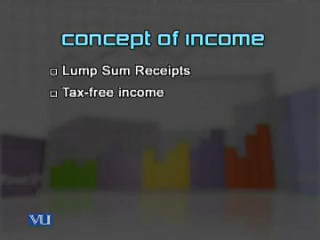 concept of income
Lump Sum Receipts
Tax-free income
VU